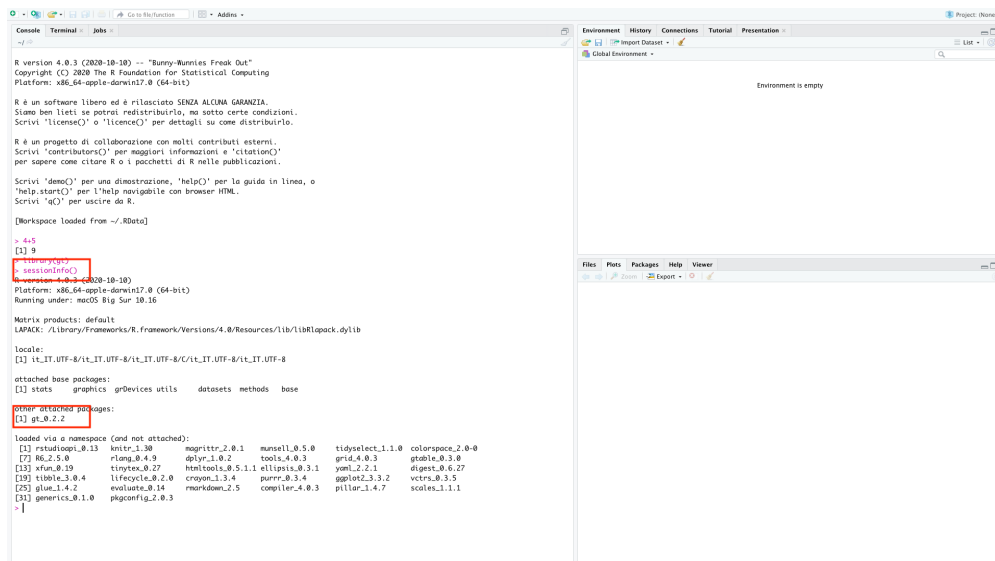 Go to file/function
Addins
Project: (None
Console Terminal Jobs
~/
R version 4.0.3 (2020-10-10) -- "Bunny-Wunnies Freak Out"
Copyright (C) 2020 The R Foundation for Statistical Computing
Platform: x86_64-apple-darwin17.0 (64-bit)
R è un software libero ed è rilasciato SENZA ALCUNA GARANZIA.
Siamo ben lieti se potrai redistribuirlo, ma sotto certe condizioni.
Scrivi 'license()' o 'licence()' per dettagli su come distribuirlo.
R è un progetto di collaborazione con molti contributi esterni.
Scrivi 'contributors()' per maggiori informazioni e 'citation()'
per sapere come citare R o i pacchetti di R nelle pubblicazioni.
Scrivi 'demo()' per una dimostrazione, 'help()' per la guida in linea, o
'help.start()' per l'help navigabile con browser HTML.
Scrivi 'q()' per uscire da R.
[Workspace loaded from ~/.RData]
> 4+5
[1] 9
> library(gt)
> sessionInfo()
R version 4.0.3 (2020-10-10)
Platform: x86_64-apple-darwin17.0 (64-bit)
Running under: macOS Big Sur 10.16
Matrix products: default
LAPACK: /Library/Frameworks/R.framework/Versions/4.0/Resources/lib/libRlapack.dylib
locale:
[1] it_IT.UTF-8/it_IT.UTF-8/it_IT.UTF-8/C/it_IT.UTF-8/it_IT.UTF-8
attached base packages:
[1] stats graphics grDevices utils datasets methods base
other attached packages:
[1] gt_0.2.2
loaded via a namespace (and not attached):
[1] rstudioapi_0.13 knitr_1.30 magrittr_2.0.1 munsell_0.5.0 tidyselect_1.1.0 colorspace_2.0-0
[7] R6_2.5.0 rlang_0.4.9 dplyr_1.0.2 tools_4.0.3 grid_4.0.3 gtable_0.3.0
[13] xfun_0.19 tinytex_0.27 htmltools_0.5.1.1 ellipsis_0.3.1 yaml_2.2.1 digest_0.6.27
[19] tibble_3.0.4 lifecycle_0.2.0 crayon_1.3.4 purrr_0.3.4 ggplot2_3.3.2 vctrs_0.3.5
[25] glue_1.4.2 evaluate_0.14 rmarkdown_2.5 compiler_4.0.3 pillar_1.4.7 scales_1.1.1
[31] generics_0.1.0 pkgconfig_2.0.3
>
Environment History Connections Tutorial Presentation
Import Dataset
List
Global Environment
Environment is empty
Files Plots Packages Help Viewer
Zoom Export